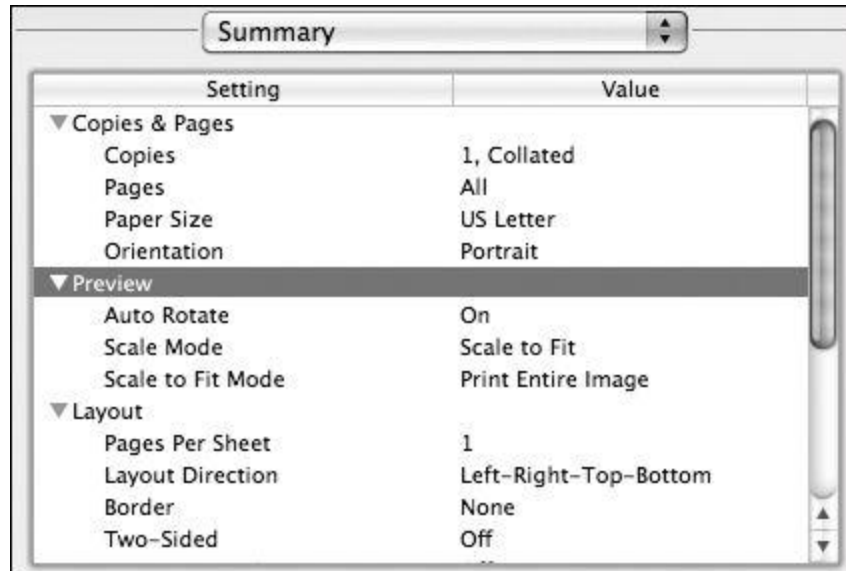 Summary
Setting Value
Copies & Pages
Copies 1, Collated
Pages All
Paper Size US Letter
Orientation Portrait
Preview
Auto Rotate On
Scale Mode Scale to Fit
Scale to Fit Mode Print Entire Image
Layout
Pages Per Sheet 1
Layout Direction Left-Right-Top-Bottom
Border None
Two-Sided Off